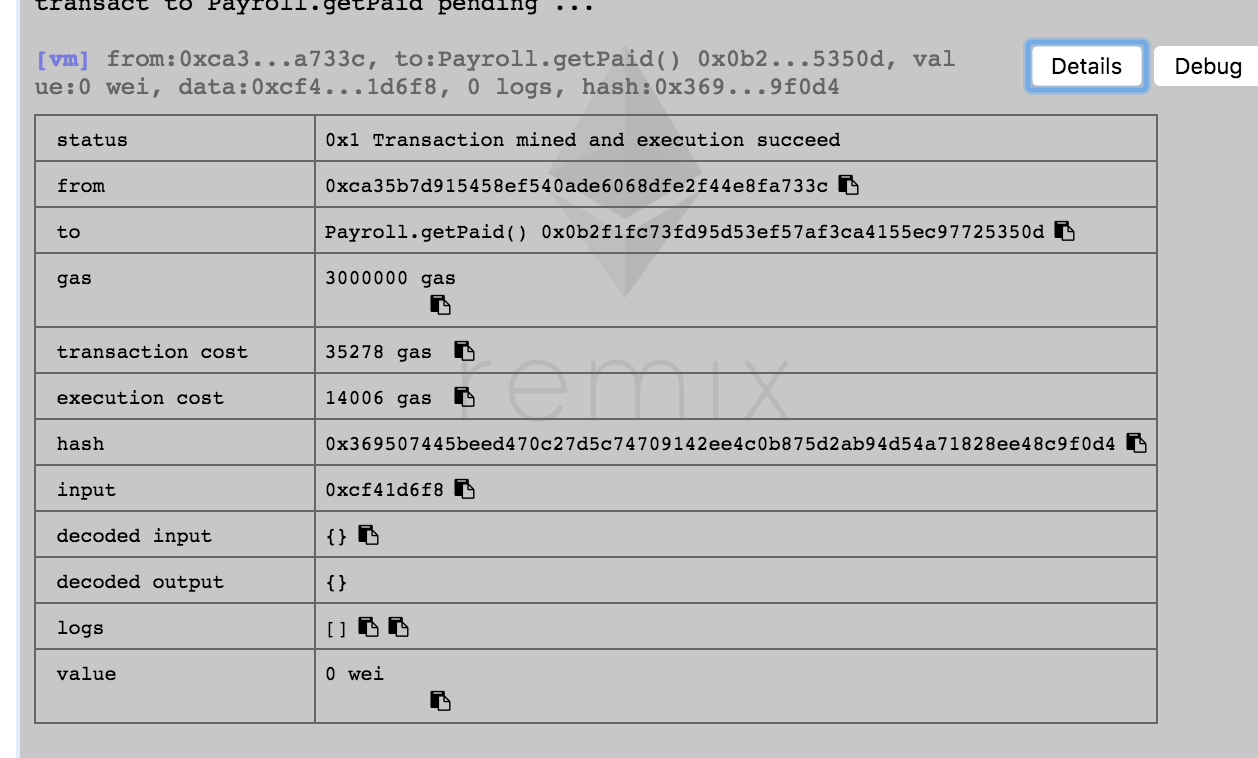 transact to Payroll.getPaid pending ...
[vm] from:0xca3...a733c, to:Payroll.getPaid() 0x0b2...5350d, val
ue:0 wei, data:0xcf4...1d6f8, 0 logs, hash:0x369...9f0d4
Details
Debug
status 0x1 Transaction mined and execution succeed
from 0xca35b7d915458ef540ade6068dfe2f44e8fa733c
to Payroll.getPaid() 0x0b2f1fc73fd95d53ef57af3ca4155ec97725350d
gas 3000000 gas
transaction cost 35278 gas
execution cost 14006 gas
hash 0x369507445beed470c27d5c74709142ee4c0b875d2ab94d54a71828ee48c9f0d4
input 0xcf41d6f8
decoded input {}
decoded output {}
logs []
value 0 wei
remix